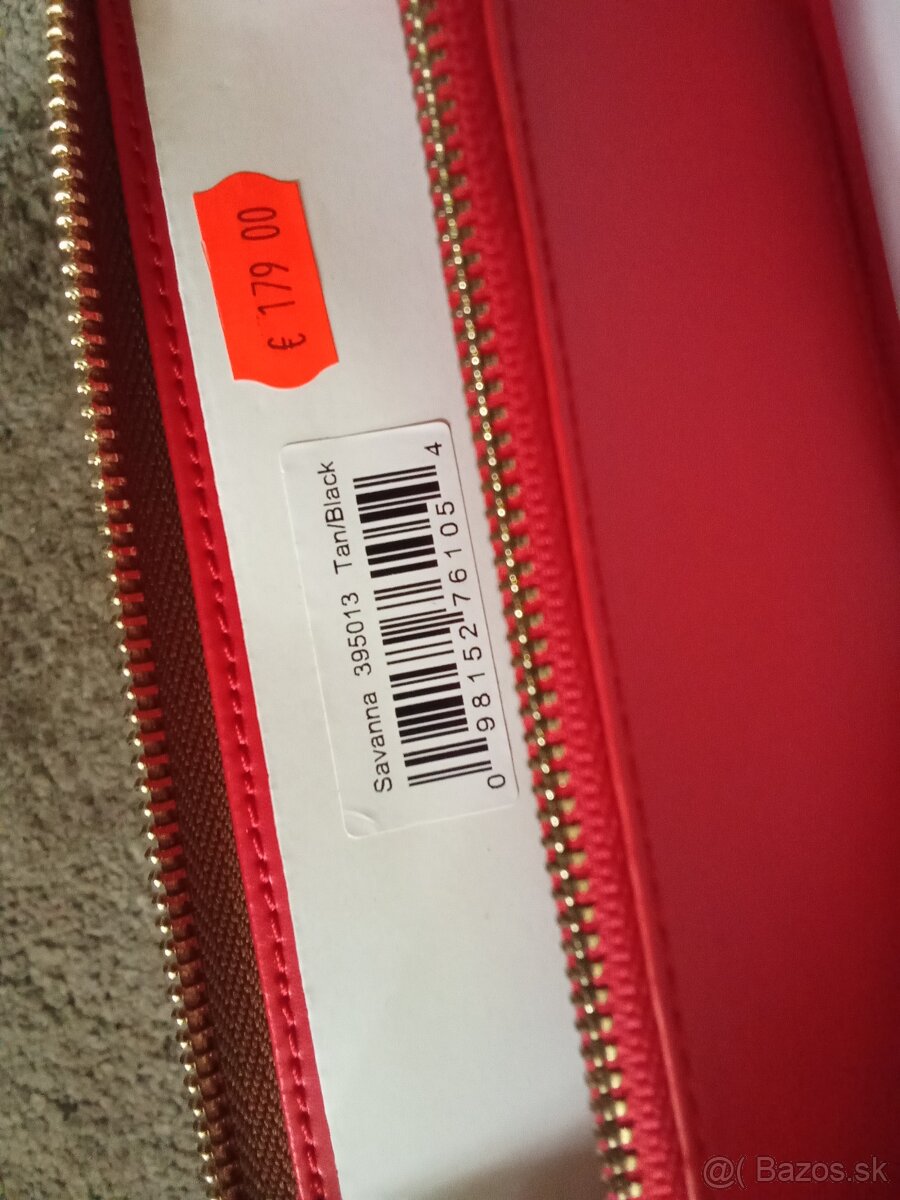 € 179 00
Savanna 395013 Tan/Black
0 98152 76105 4
@( Bazos.sk